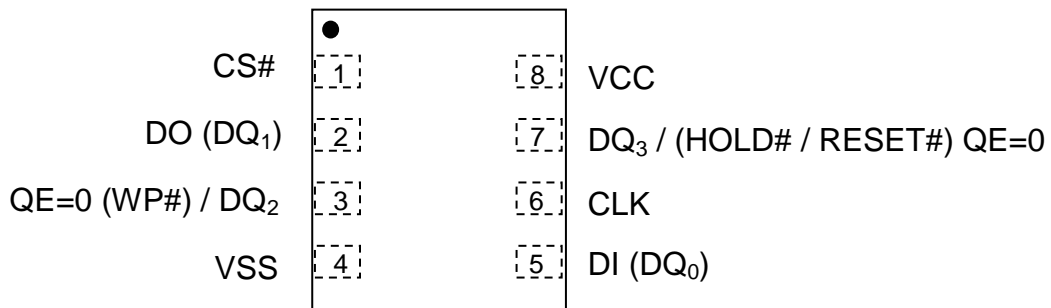 CS# 1 8 VCC
DO (DQ₁) 2 7 DQ₃ / (HOLD# / RESET#) QE=0
QE=0 (WP#) / DQ₂ 3 6 CLK
VSS 4 5 DI (DQ₀)